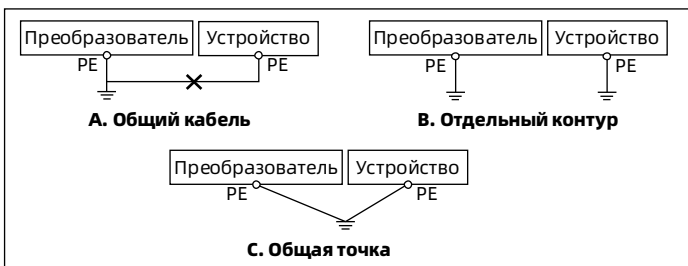 Преобразователь Устройство Преобразователь Устройство
PE PE PE PE
A. Общий кабель B. Отдельный контур
Преобразователь Устройство
PE PE
C. Общая точка